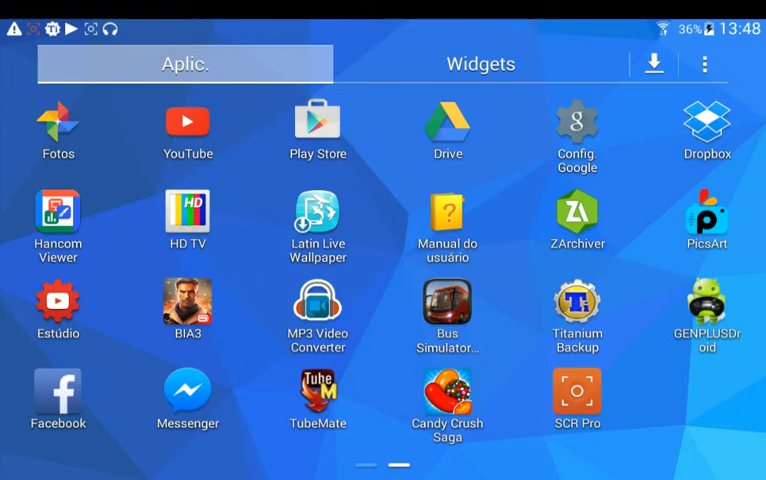 36% 13:48
Aplic. Widgets
Fotos YouTube Play Store Drive Config. Google Dropbox
Hancom Viewer HD TV Latin Live Wallpaper Manual do usuário ZArchiver PicsArt
Estúdio BIA3 MP3 Video Converter Bus Simulator... Titanium Backup GENPLUSDroid
Facebook Messenger TubeMate Candy Crush Saga SCR Pro